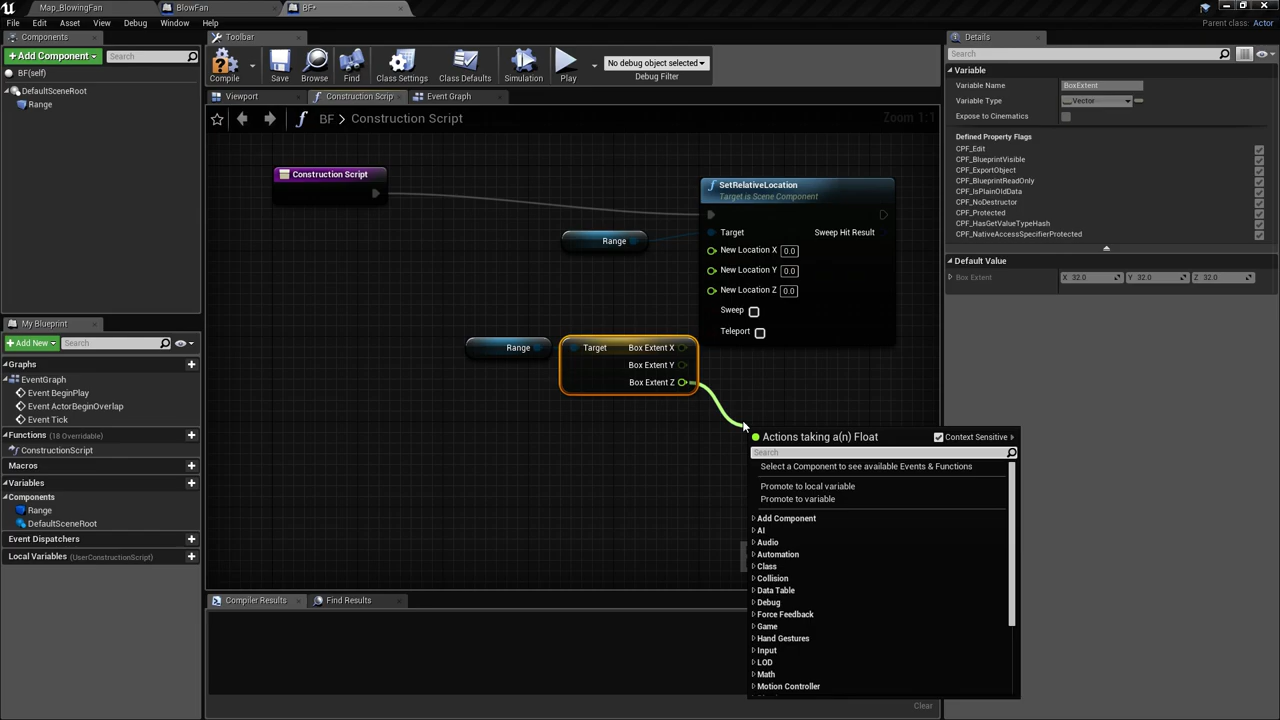 Map_BlowingFan
BlowFan
BF*
File Edit Asset View Debug Window Help
Parent class: Actor
Components
+Add Component
Search
BF(self)
DefaultSceneRoot
Range
My Blueprint
+Add New
Search
Graphs
EventGraph
Event BeginPlay
Event ActorBeginOverlap
Event Tick
Functions (18 Overridable)
ConstructionScript
Macros
Variables
Components
Range
DefaultSceneRoot
Event Dispatchers
Local Variables (UserConstructionScript)
Toolbar
Compile
Save
Browse
Find
Class Settings
Class Defaults
Simulation
Play
No debug object selected
Debug Filter
Viewport
Construction Scrip
Event Graph
BF > Construction Script
Zoom 1:1
Construction Script
SetRelativeLocation
Target is Scene Component
Target
Sweep Hit Result
New Location X 0.0
New Location Y 0.0
New Location Z 0.0
Sweep
Teleport
Range
Range
Target Box Extent X
Box Extent Y
Box Extent Z
Actions taking a(n) Float
Context Sensitive
Search
Select a Component to see available Events & Functions
Promote to local variable
Promote to variable
Add Component
AI
Audio
Automation
Class
Collision
Data Table
Debug
Force Feedback
Game
Hand Gestures
Input
LOD
Math
Motion Controller
Compiler Results
Find Results
Clear
Details
Search
Variable
Variable Name BoxExtent
Variable Type Vector
Expose to Cinematics
Defined Property Flags
CPF_Edit
CPF_BlueprintVisible
CPF_ExportObject
CPF_BlueprintReadOnly
CPF_IsPlainOldData
CPF_NoDestructor
CPF_Protected
CPF_HasGetValueTypeHash
CPF_NativeAccessSpecifierProtected
Default Value
Box Extent X 32.0 Y 32.0 Z 32.0